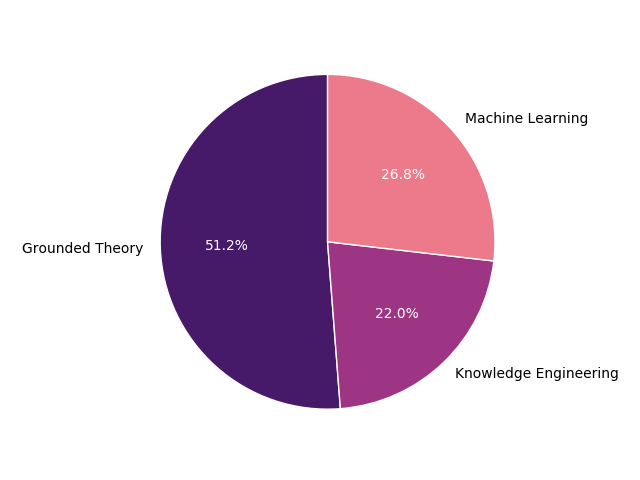 Machine Learning
26.8%
Grounded Theory
51.2%
22.0%
Knowledge Engineering